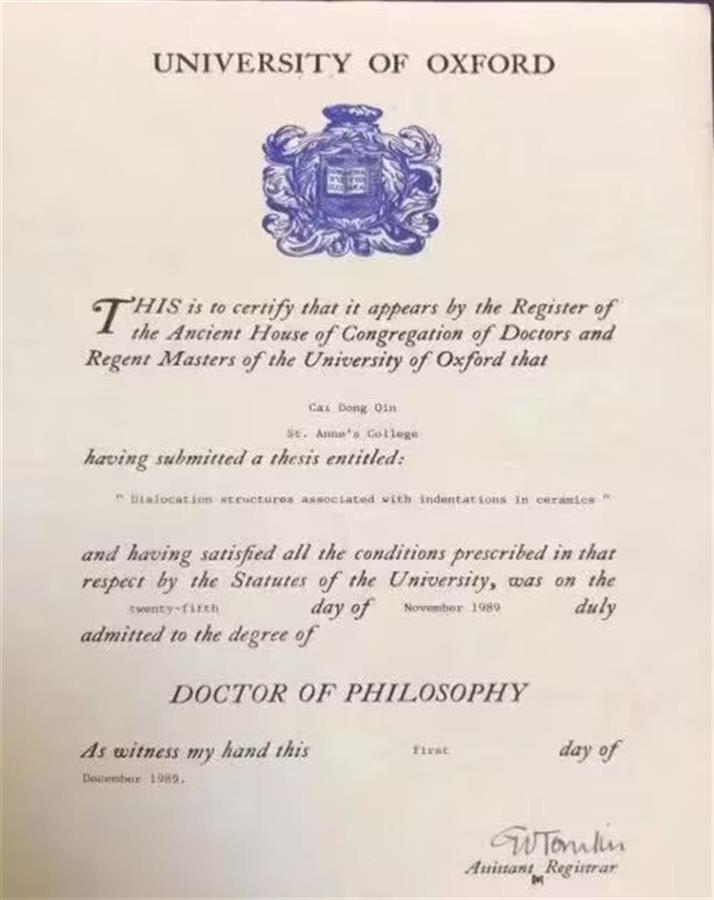 UNIVERSITY OF OXFORD
THIS is to certify that it appears by the Register of
the Ancient House of Congregation of Doctors and
Regent Masters of the University of Oxford that
Cai Dong Qin
St. Anne's College
having submitted a thesis entitled:
" Dislocation structures associated with indentations in ceramics "
and having satisfied all the conditions prescribed in that
respect by the Statutes of the University, was on the
twenty-fifth day of November 1989 duly
admitted to the degree of
DOCTOR OF PHILOSOPHY
As witness my hand this first day of
December 1989.
Assistant Registrar